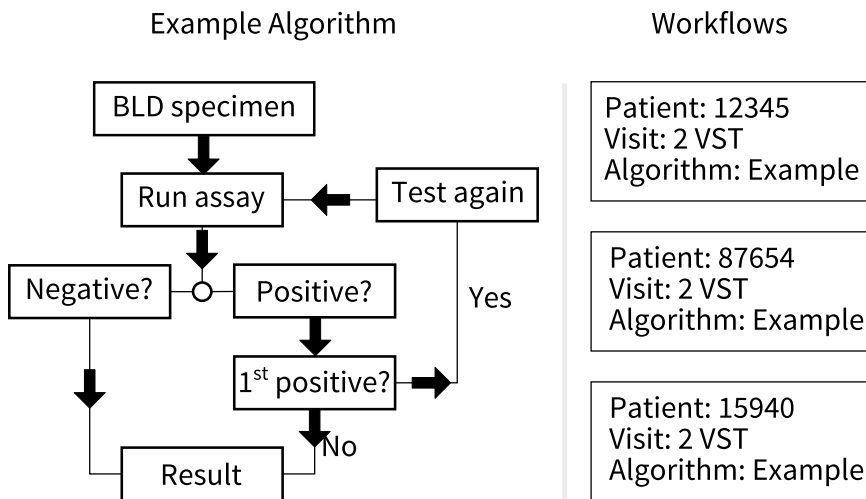 Example Algorithm
BLD specimen
Run assay
Test again
Negative?
Positive?
Yes
1st positive?
No
Result
Workflows
Patient: 12345
Visit: 2 VST
Algorithm: Example
Patient: 87654
Visit: 2 VST
Algorithm: Example
Patient: 15940
Visit: 2 VST
Algorithm: Example